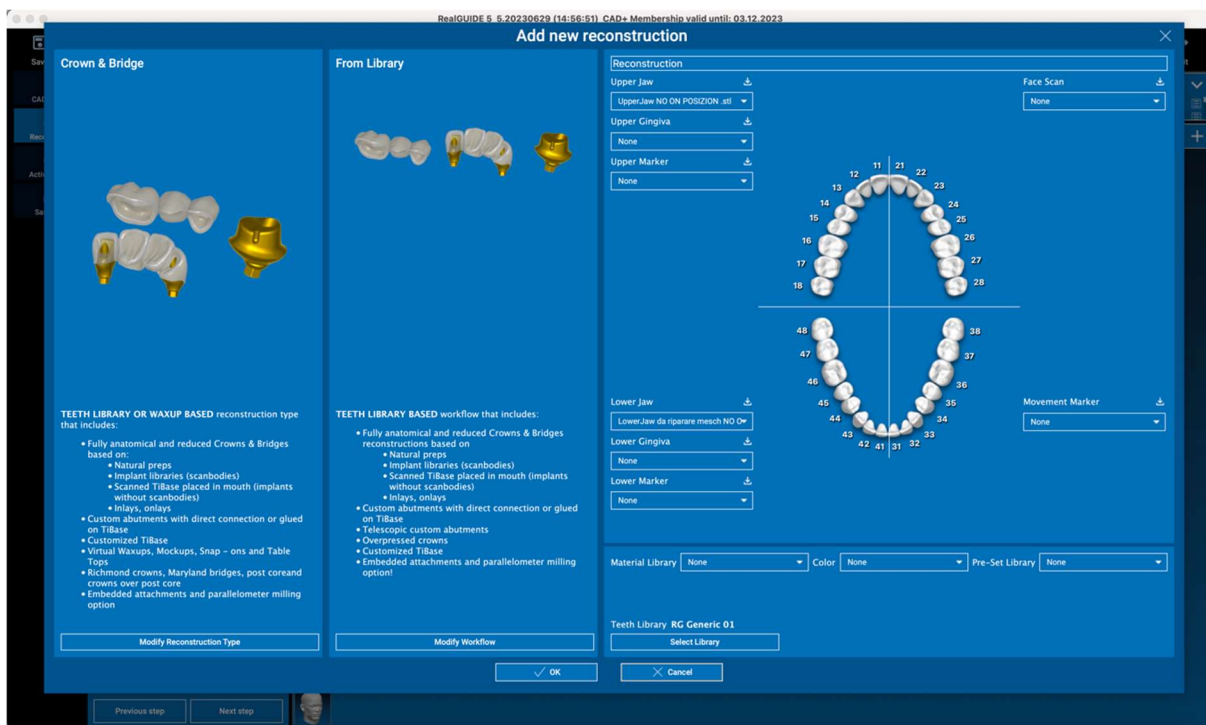 RealGUIDE 5 5.20230629 (14:56:51) CAD+ Membership valid until: 03.12.2023
Add new reconstruction
Crown & Bridge
TEETH LIBRARY OR WAXUP BASED reconstruction type
that includes:
• Fully anatomical and reduced Crowns & Bridges
based on:
• Natural preps
• Implant libraries (scanbodies)
• Scanned TiBase placed in mouth (implants
without scanbodies)
• Inlays, onlays
• Custom abutments with direct connection or glued
on TiBase
• Customized TiBase
• Virtual Waxups, Mockups, Snap – ons and Table
Tops
• Richmond crowns, Maryland bridges, post coreand
crowns over post core
• Embedded attachments and parallelometer milling
option
Modify Reconstruction Type
From Library
TEETH LIBRARY BASED workflow that includes:
• Fully anatomical and reduced Crowns & Bridges
reconstructions based on
• Natural preps
• Implant libraries (scanbodies)
• Scanned TiBase placed in mouth (implants
without scanbodies)
• Inlays, onlays
• Custom abutments with direct connection or glued
on TiBase
• Telescopic custom abutments
• Overpressed crowns
• Customized TiBase
• Embedded attachments and parallelometer milling
option!
Modify Workflow
Reconstruction
Upper Jaw
UpperJaw NO ON POSIZION .stl
Upper Gingiva
None
Upper Marker
None
Face Scan
None
11 21
12 22
13 23
14 24
15 25
16 26
17 27
18 28
48 38
47 37
46 36
45 35
44 34
43 33
42 41 31 32
Lower Jaw
LowerJaw da riparare mesch NO O
Lower Gingiva
None
Lower Marker
None
Movement Marker
None
Material Library None Color None Pre-Set Library None
Teeth Library RG Generic 01
Select Library
OK Cancel
Previous step Next step